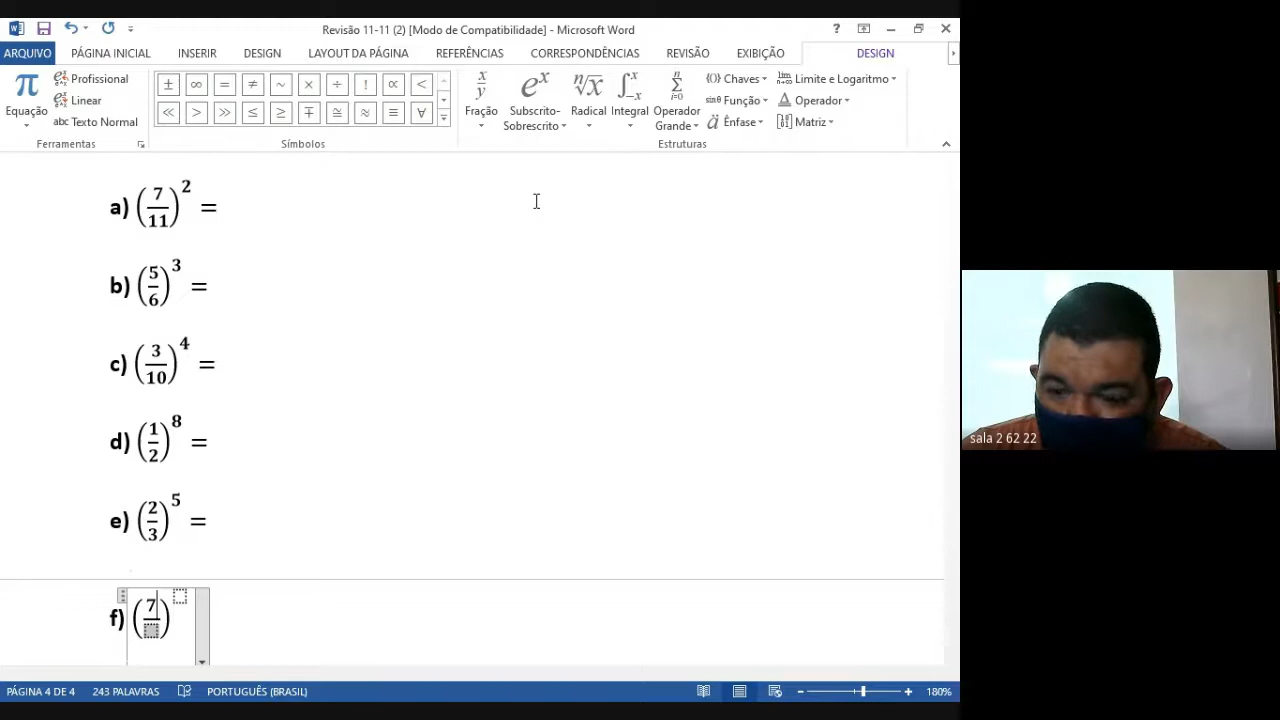 Revisão 11-11 (2) [Modo de Compatibilidade] - Microsoft Word
?
ARQUIVO PÁGINA INICIAL INSERIR DESIGN LAYOUT DA PÁGINA REFERÊNCIAS CORRESPONDÊNCIAS REVISÃO EXIBIÇÃO DESIGN
π Equação
Profissional
Linear
abc Texto Normal
Ferramentas
± ∞ = ≠ ~ × ÷ ! ∝ <
≪ > ≫ ≤ ≥ ∓ ≅ ≈ ≡ ∀
Símbolos
x/y Fração
eˣ Subscrito-Sobrescrito
ⁿ√x Radical
Integral
Operador Grande
{()} Chaves
sinθ Função
ä Ênfase
lim Limite e Logaritmo
Operador
Matriz
Estruturas
a) (7/11)² =
b) (5/6)³ =
c) (3/10)⁴ =
d) (1/2)⁸ =
e) (2/3)⁵ =
f) (7/ )
sala 2 62 22
PÁGINA 4 DE 4 243 PALAVRAS PORTUGUÊS (BRASIL) 180%